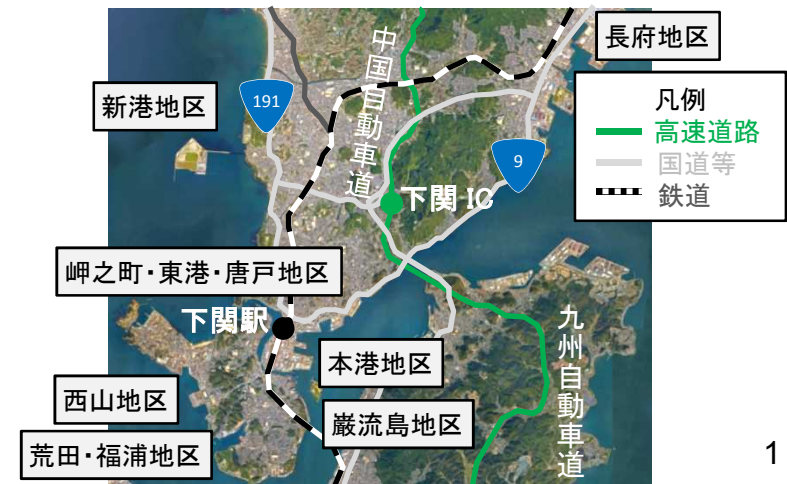 長府地区
中国自動車道
凡例
高速道路
国道等
鉄道
191
新港地区
9
下関IC
岬之町・東港・唐戸地区
下関駅
九州自動車道
本港地区
西山地区
巌流島地区
荒田・福浦地区
1